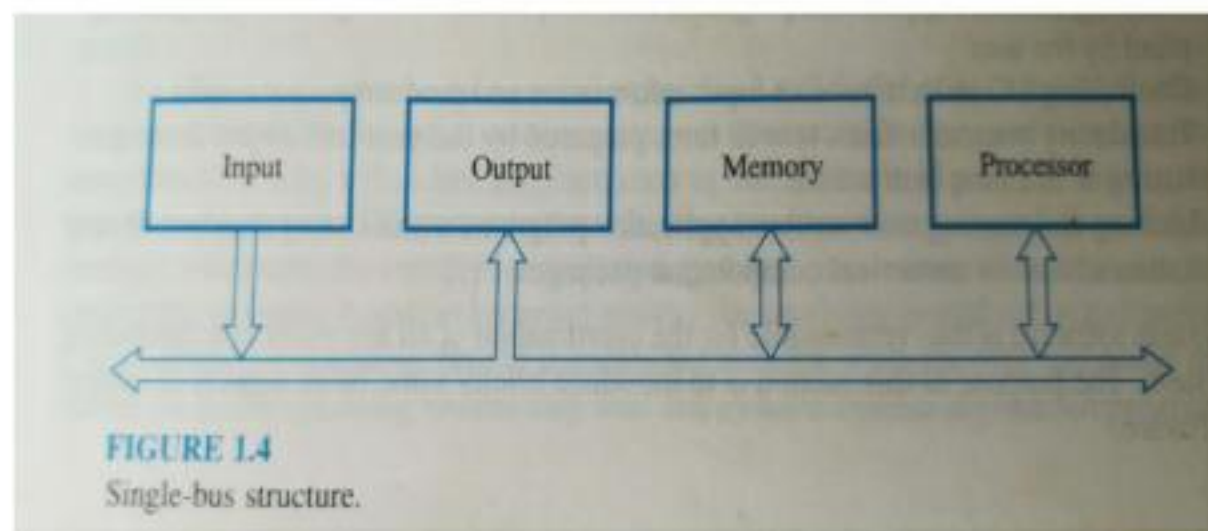 Input
Output
Memory
Processor
FIGURE 1.4
Single-bus structure.